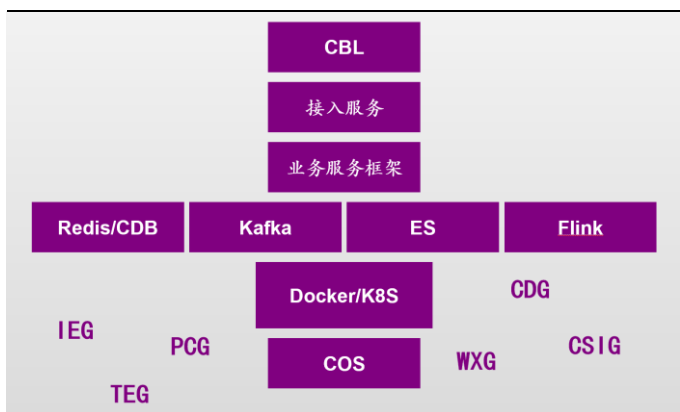 CBL
接入服务
业务服务框架
Redis/CDB
Kafka
ES
Flink
Docker/K8S
CDG
IEG
PCG
COS
WXG
CSIG
TEG